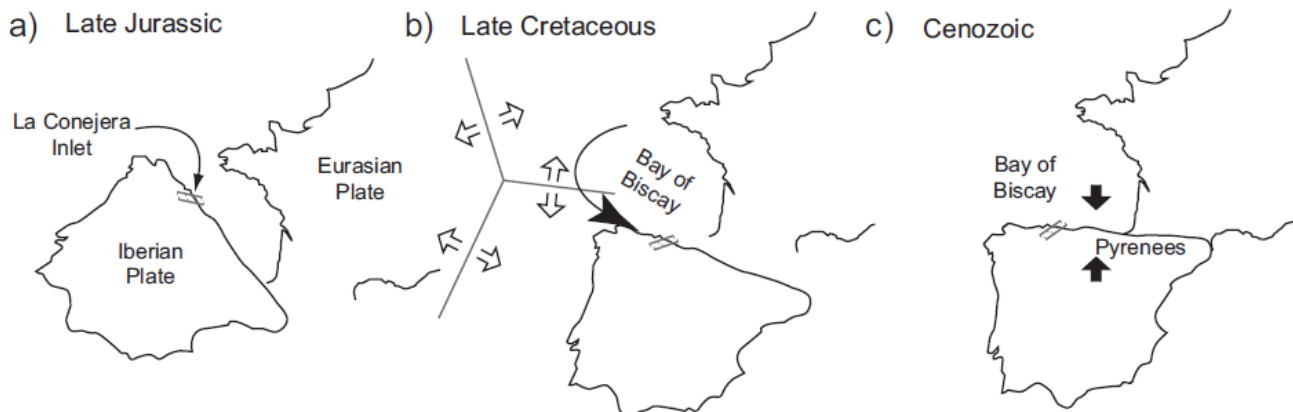 a) Late Jurassic
La Conejera
Inlet
Eurasian
Plate
Iberian
Plate
b) Late Cretaceous
Bay of
Biscay
c) Cenozoic
Bay of
Biscay
Pyrenees